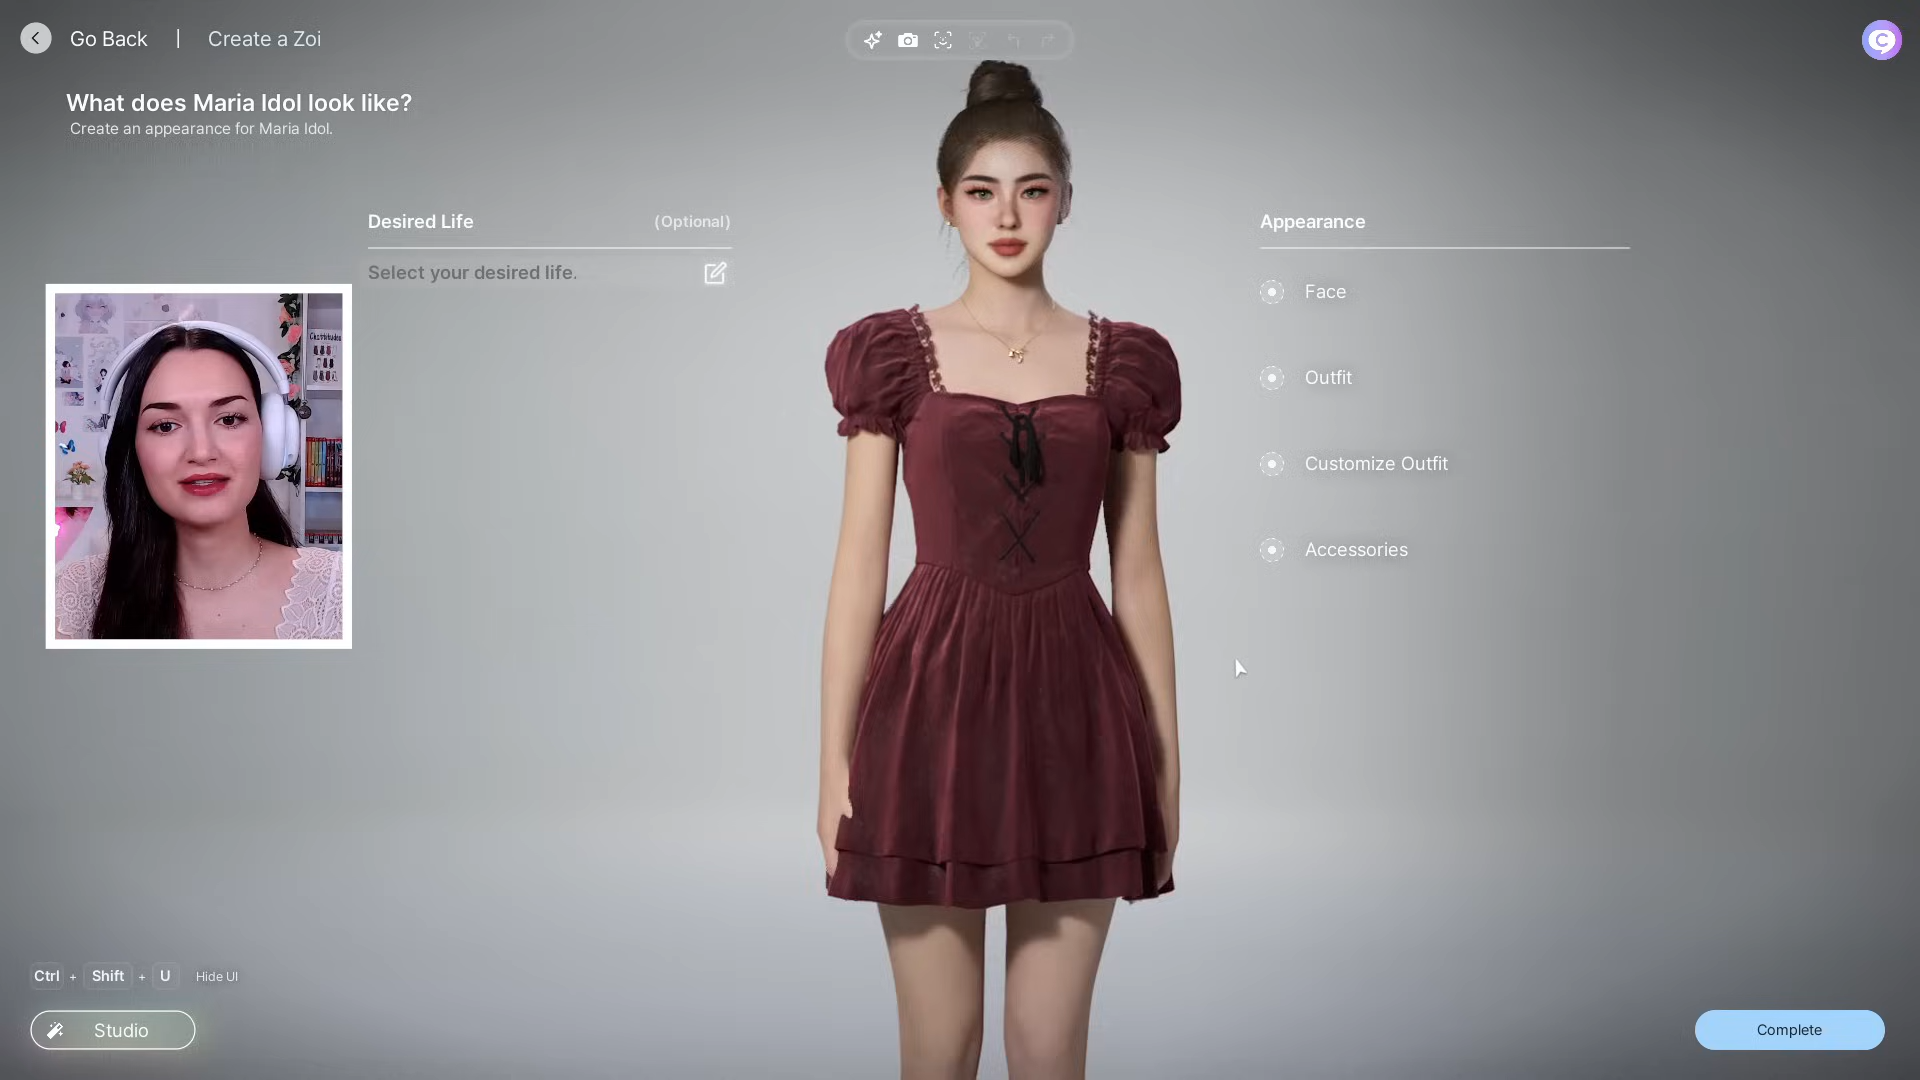 Go Back | Create a Zoi
What does Maria Idol look like?
Create an appearance for Maria Idol.
Desired Life (Optional)
Select your desired life.
Appearance
Face
Outfit
Customize Outfit
Accessories
Ctrl + Shift + U Hide UI
Studio
Complete